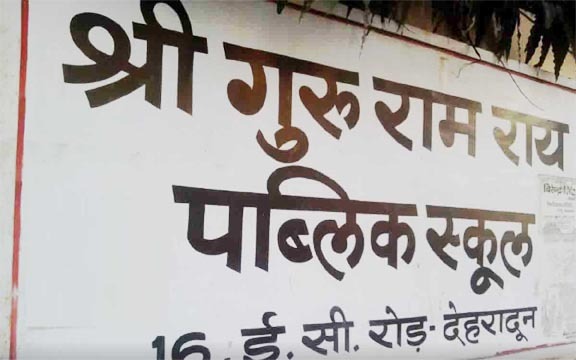 श्री गुरु राम राय
पब्लिक स्कूल
16. ई. सी. रोड़ - देहरादून